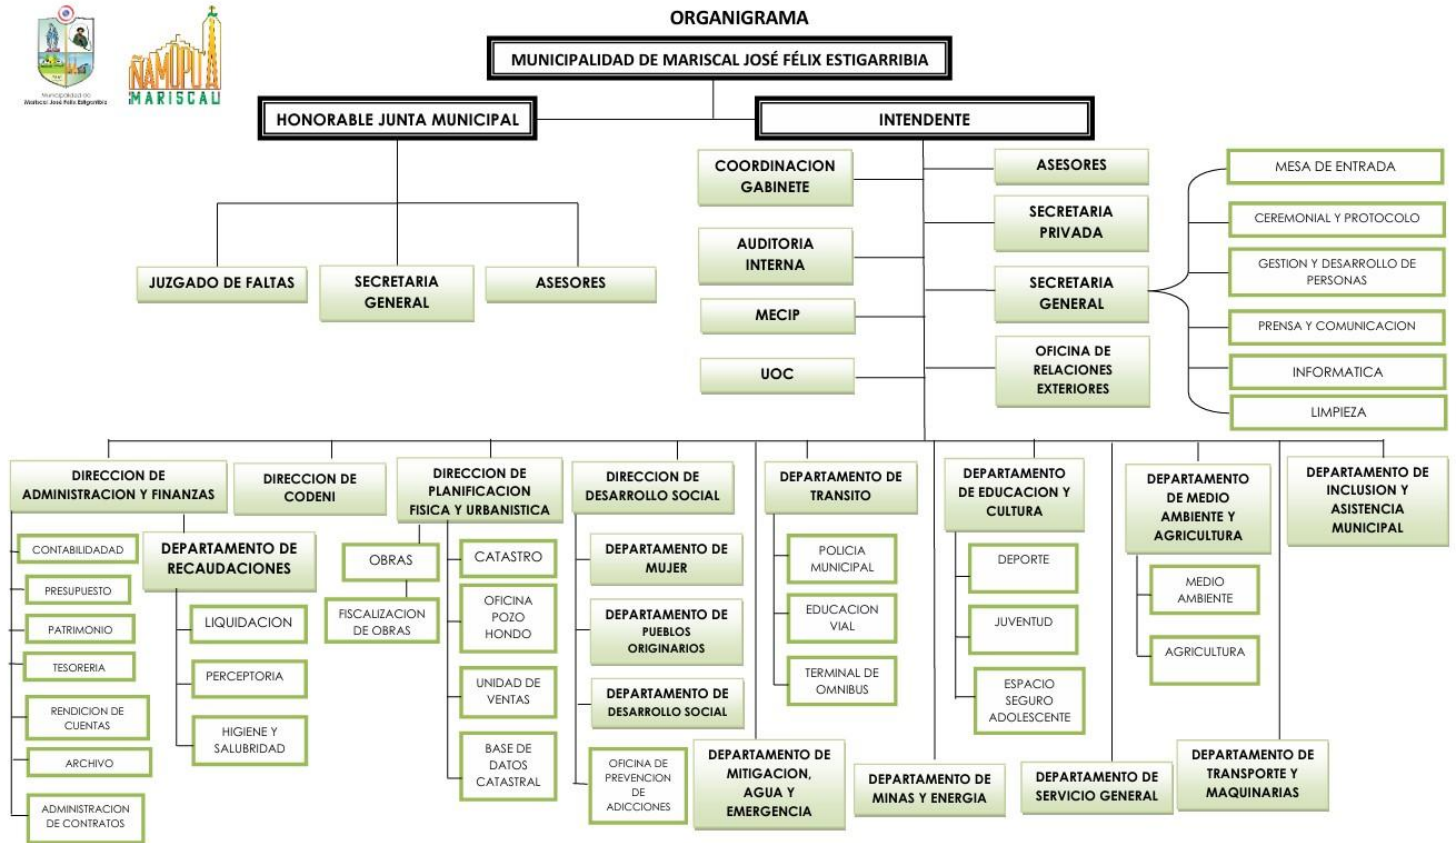 ORGANIGRAMA
Municipalidad de
Mariscal José Félix Estigarribia
ÑAMOPU'Ã
MARISCAL
MUNICIPALIDAD DE MARISCAL JOSÉ FÉLIX ESTIGARRIBIA
HONORABLE JUNTA MUNICIPAL
INTENDENTE
JUZGADO DE FALTAS
SECRETARIA
GENERAL
ASESORES
COORDINACION
GABINETE
AUDITORIA
INTERNA
MECIP
UOC
ASESORES
SECRETARIA
PRIVADA
SECRETARIA
GENERAL
OFICINA DE
RELACIONES
EXTERIORES
MESA DE ENTRADA
CEREMONIAL Y PROTOCOLO
GESTION Y DESARROLLO DE
PERSONAS
PRENSA Y COMUNICACION
INFORMATICA
LIMPIEZA
DIRECCION DE
ADMINISTRACION Y FINANZAS
CONTABILIDADAD
PRESUPUESTO
PATRIMONIO
TESORERIA
RENDICION DE
CUENTAS
ARCHIVO
ADMINISTRACION
DE CONTRATOS
DEPARTAMENTO DE
RECAUDACIONES
LIQUIDACION
PERCEPTORIA
HIGIENE Y
SALUBRIDAD
DIRECCION DE
CODENI
DIRECCION DE
PLANIFICACION
FISICA Y URBANISTICA
OBRAS
FISCALIZACION
DE OBRAS
CATASTRO
OFICINA
POZO
HONDO
UNIDAD DE
VENTAS
BASE DE
DATOS
CATASTRAL
DIRECCION DE
DESARROLLO SOCIAL
DEPARTAMENTO DE
MUJER
DEPARTAMENTO DE
PUEBLOS
ORIGINARIOS
DEPARTAMENTO DE
DESARROLLO SOCIAL
OFICINA DE
PREVENCION
DE
ADICCIONES
DEPARTAMENTO DE
MITIGACION,
AGUA Y
EMERGENCIA
DEPARTAMENTO DE
TRANSITO
POLICIA
MUNICIPAL
EDUCACION
VIAL
TERMINAL DE
OMNIBUS
DEPARTAMENTO DE
MINAS Y ENERGIA
DEPARTAMENTO
DE EDUCACION Y
CULTURA
DEPORTE
JUVENTUD
ESPACIO
SEGURO
ADOLESCENTE
DEPARTAMENTO DE
SERVICIO GENERAL
DEPARTAMENTO
DE MEDIO
AMBIENTE Y
AGRICULTURA
MEDIO
AMBIENTE
AGRICULTURA
DEPARTAMENTO DE
TRANSPORTE Y
MAQUINARIAS
DEPARTAMENTO DE
INCLUSION Y
ASISTENCIA
MUNICIPAL